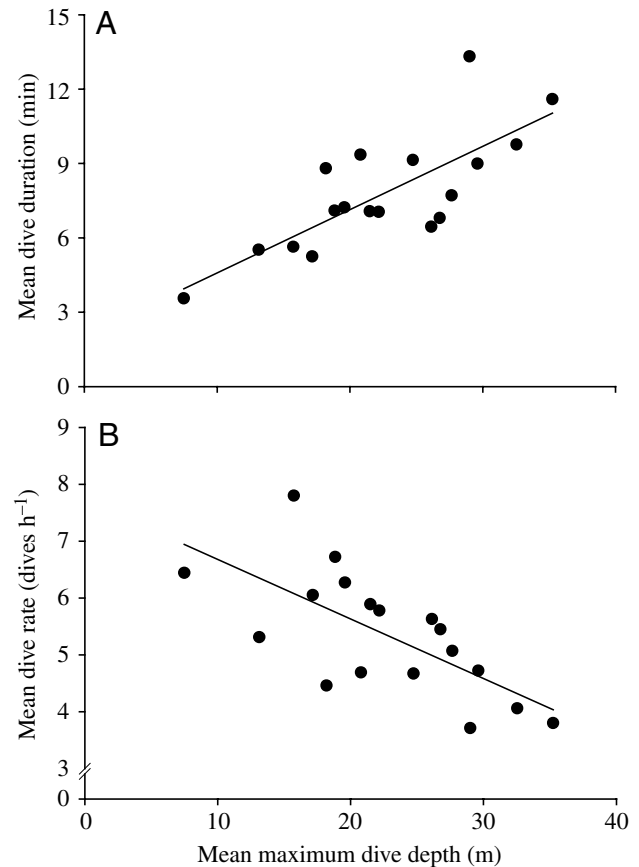 A
15
12
9
6
3
0
Mean dive duration (min)
B
9
8
7
6
5
4
3
0
Mean dive rate (dives h⁻¹)
0 10 20 30 40
Mean maximum dive depth (m)